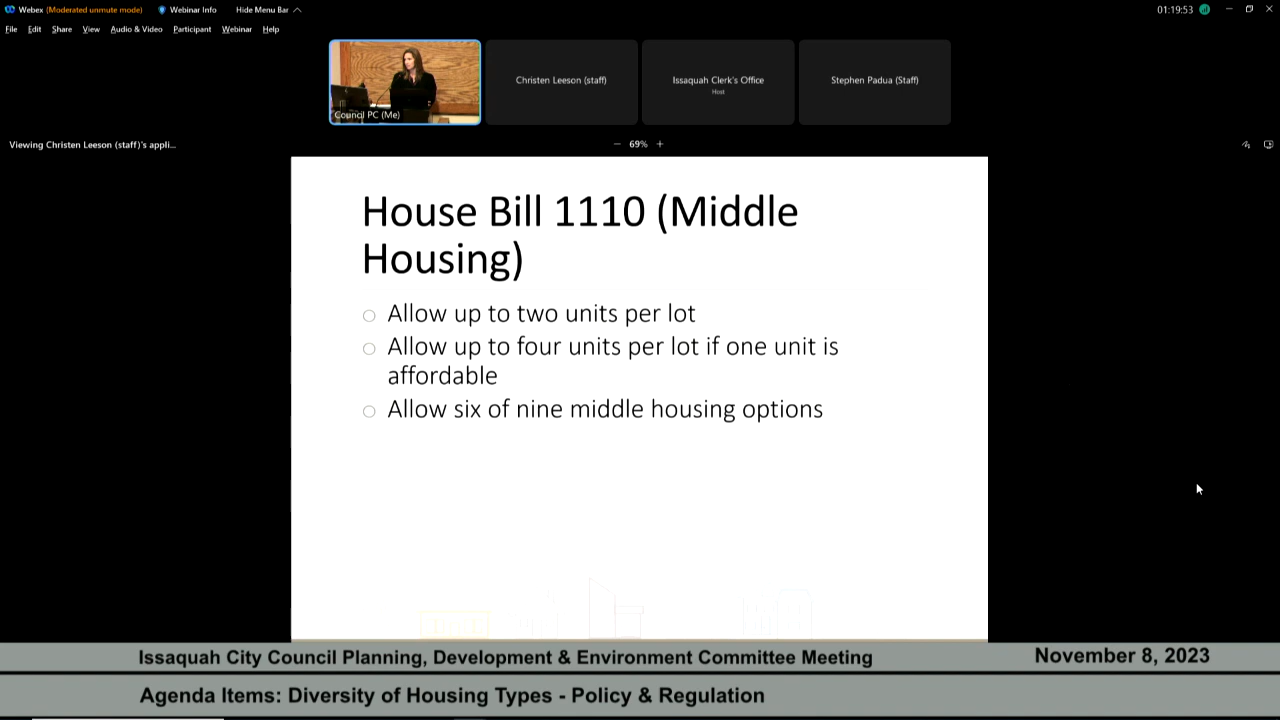 Webex (Moderated unmute mode) Webinar Info Hide Menu Bar 01:19:53
File Edit Share View Audio & Video Participant Webinar Help
Council PC (Me)
Christen Leeson (staff)
Issaquah Clerk's Office
Host
Stephen Padua (Staff)
Viewing Christen Leeson (staff)'s appli...
69%
House Bill 1110 (Middle
Housing)
Allow up to two units per lot
Allow up to four units per lot if one unit is
affordable
Allow six of nine middle housing options
Issaquah City Council Planning, Development & Environment Committee Meeting November 8, 2023
Agenda Items: Diversity of Housing Types - Policy & Regulation